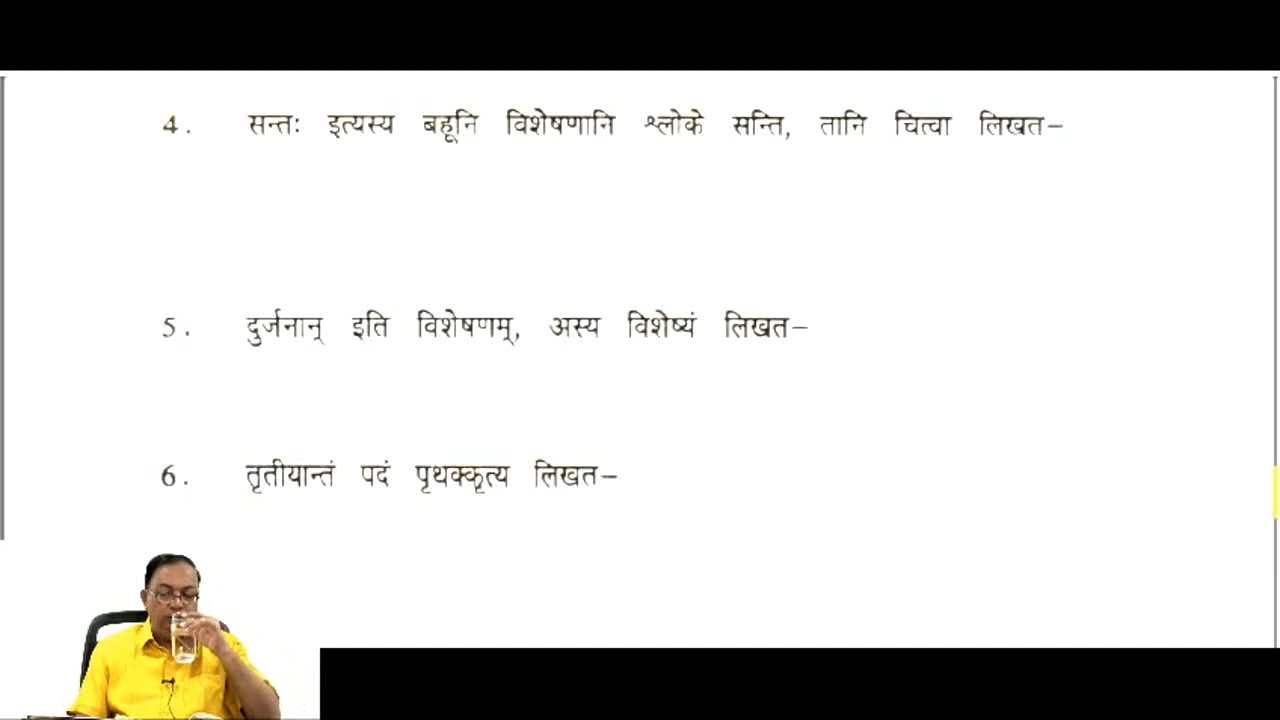 4. सन्तः इत्यस्य बहूनि विशेषणानि श्लोके सन्ति, तानि चित्वा लिखत–
5. दुर्जनान् इति विशेषणम्, अस्य विशेष्यं लिखत–
6. तृतीयान्तं पदं पृथक्कृत्य लिखत–